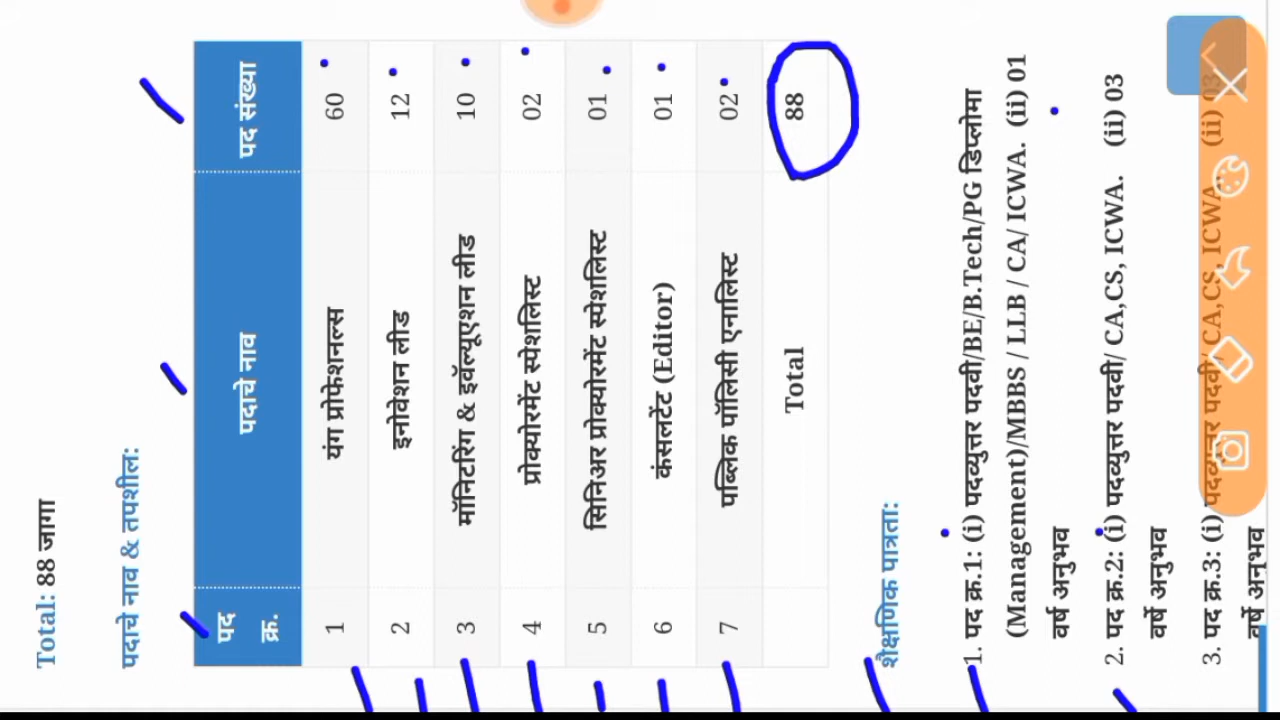 Total: 88 जागा
पदाचे नाव & तपशील:
पद क्र. पदाचे नाव पद संख्या
1 यंग प्रोफेशनल्स 60
2 इनोवेशन लीड 12
3 मॉनिटरिंग & इवॅल्यूएशन लीड 10
4 प्रोक्योरमेंट स्पेशलिस्ट 02
5 सिनिअर प्रोक्योरमेंट स्पेशलिस्ट 01
6 कंसलटेंट (Editor) 01
7 पब्लिक पॉलिसी एनालिस्ट 02
Total 88
शैक्षणिक पात्रता:
1. पद क्र.1: (i) पदव्युत्तर पदवी/BE/B.Tech/PG डिप्लोमा
(Management)/MBBS / LLB / CA/ ICWA. (ii) 01
वर्ष अनुभव
2. पद क्र.2: (i) पदव्युत्तर पदवी/ CA,CS, ICWA. (ii) 03
वर्षे अनुभव
3. पद क्र.3: (i) पदव्युत्तर पदवी/ CA,CS, ICWA. (ii) 03
वर्षे अनुभव